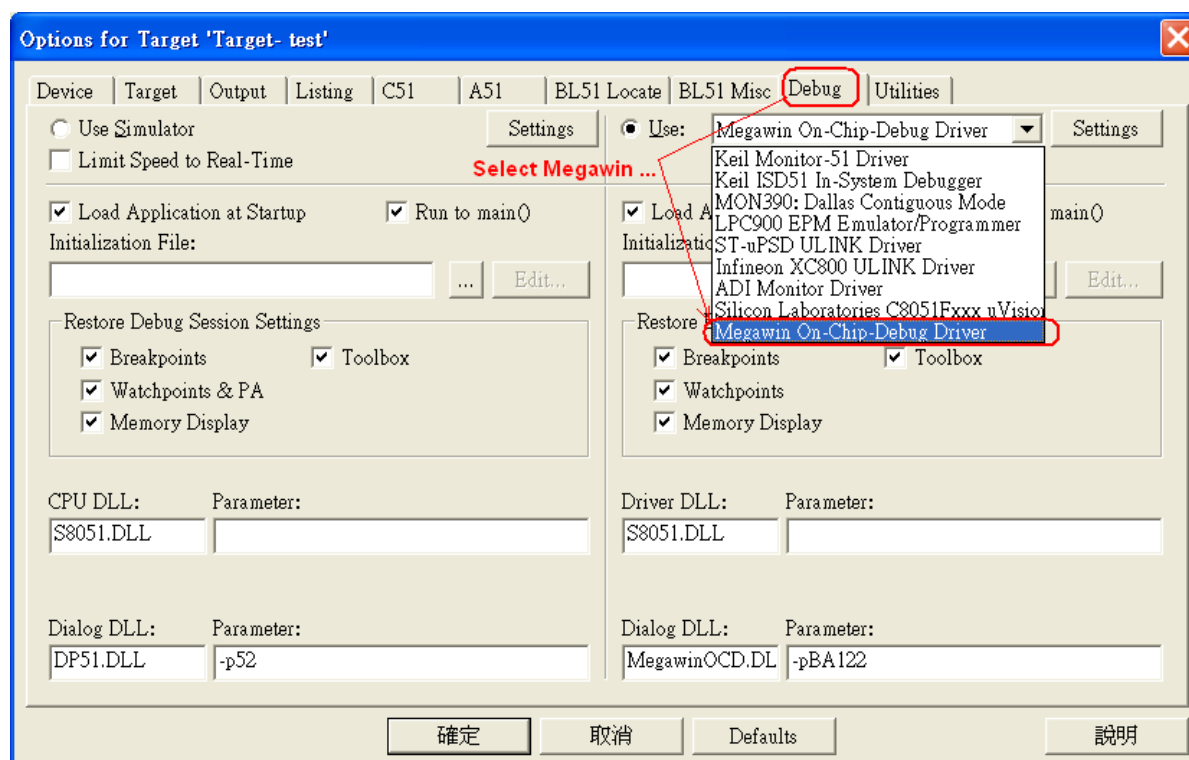 Options for Target 'Target- test'
Device Target Output Listing C51 A51 BL51 Locate BL51 Misc Debug Utilities
Use Simulator Settings
Limit Speed to Real-Time
Use: Megawin On-Chip-Debug Driver Settings
Select Megawin ...
Keil Monitor-51 Driver
Keil ISD51 In-System Debugger
MON390: Dallas Contiguous Mode
LPC900 EPM Emulator/Programmer
ST-uPSD ULINK Driver
Infineon XC800 ULINK Driver
ADI Monitor Driver
Silicon Laboratories C8051Fxxx uVision
Megawin On-Chip-Debug Driver
Load Application at Startup Run to main()
Initialization File:
... Edit...
Load A main()
Initializatio
Edit...
Restore Debug Session Settings
Breakpoints Toolbox
Watchpoints & PA
Memory Display
Restore
Breakpoints Toolbox
Watchpoints
Memory Display
CPU DLL: Parameter:
S8051.DLL
Driver DLL: Parameter:
S8051.DLL
Dialog DLL: Parameter:
DP51.DLL -p52
Dialog DLL: Parameter:
MegawinOCD.DL -pBA122
確定 取消 Defaults 說明